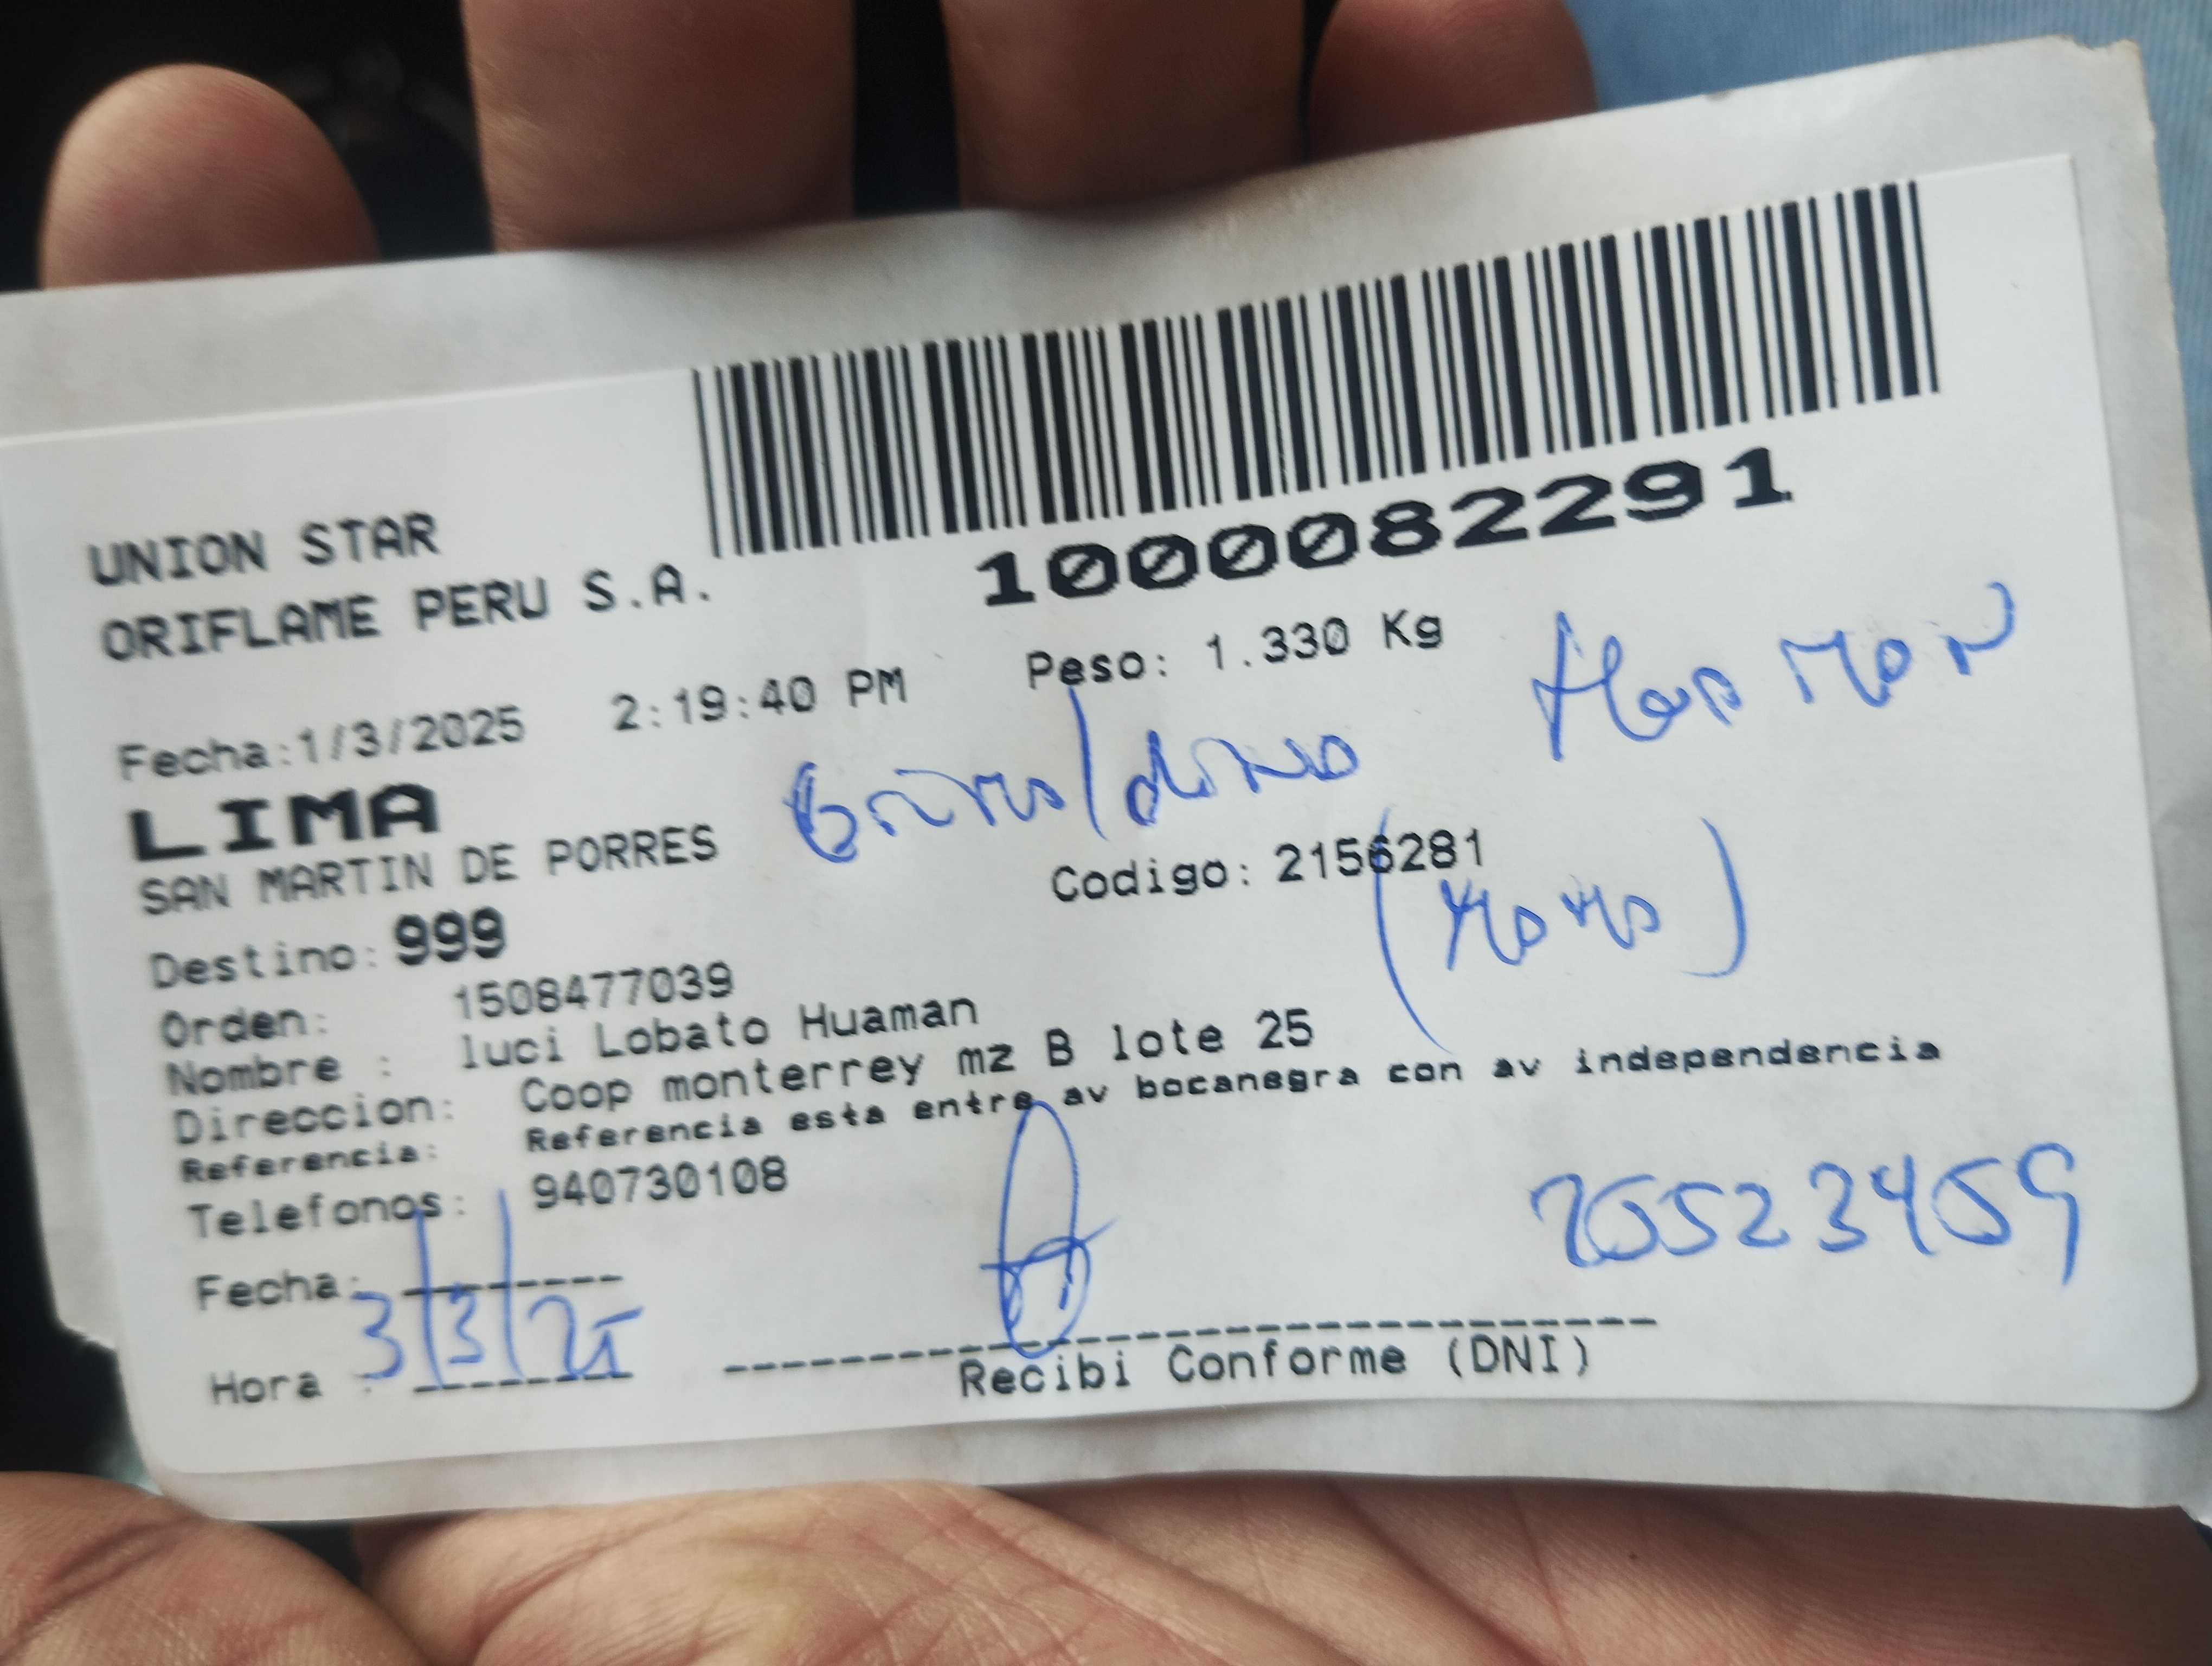 1000082291
UNION STAR
ORIFLAME PERU S.A.
Fecha:1/3/2025 2:19:40 PM Peso: 1.330 Kg
LIMA
SAN MARTIN DE PORRES
Codigo: 2156281
Destino: 999
Orden: 1508477039
Nombre : luci Lobato Huaman
Direccion: Coop monterrey mz B lote 25
Referencia: Referencia esta entre av bocanegra con av independencia
Telefonos: 940730108
Fecha: 3/3/25
Hora :
Recibi Conforme (DNI)